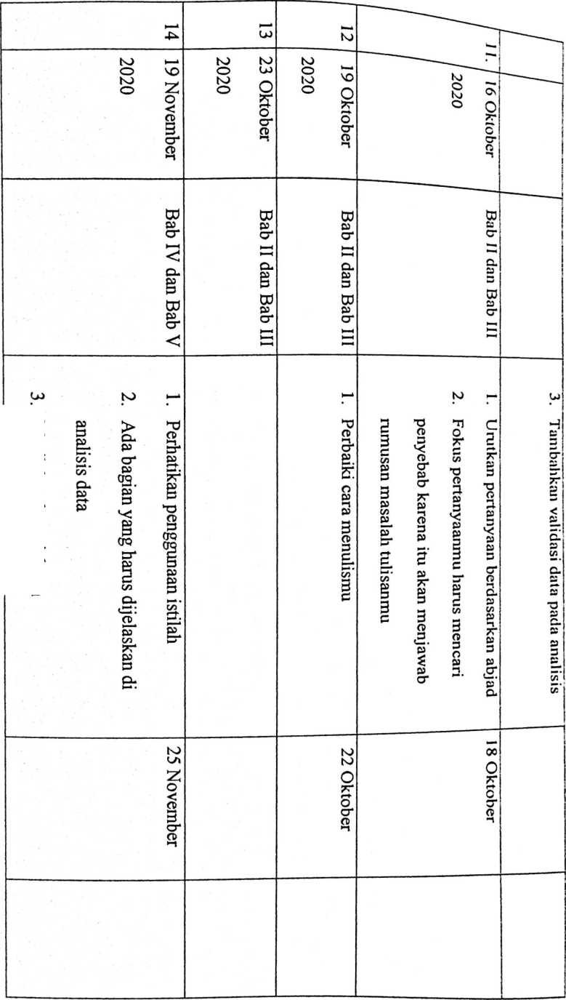 3. Tambahkan validasi data pada analisis
11. 16 Oktober 2020 Bab II dan Bab III 1. Urutkan pertanyaan berdasarkan abjad 18 Oktober
2. Fokus pertanyaanmu harus mencari
penyebab karena itu akan menjawab
rumusan masalah tulisanmu
12 19 Oktober 2020 Bab II dan Bab III 1. Perbaiki cara menulismu 22 Oktober
13 23 Oktober 2020 Bab II dan Bab III
14 19 November 2020 Bab IV dan Bab V 1. Perhatikan penggunaan istilah 25 November
2. Ada bagian yang harus dijelaskan di
analisis data
3.